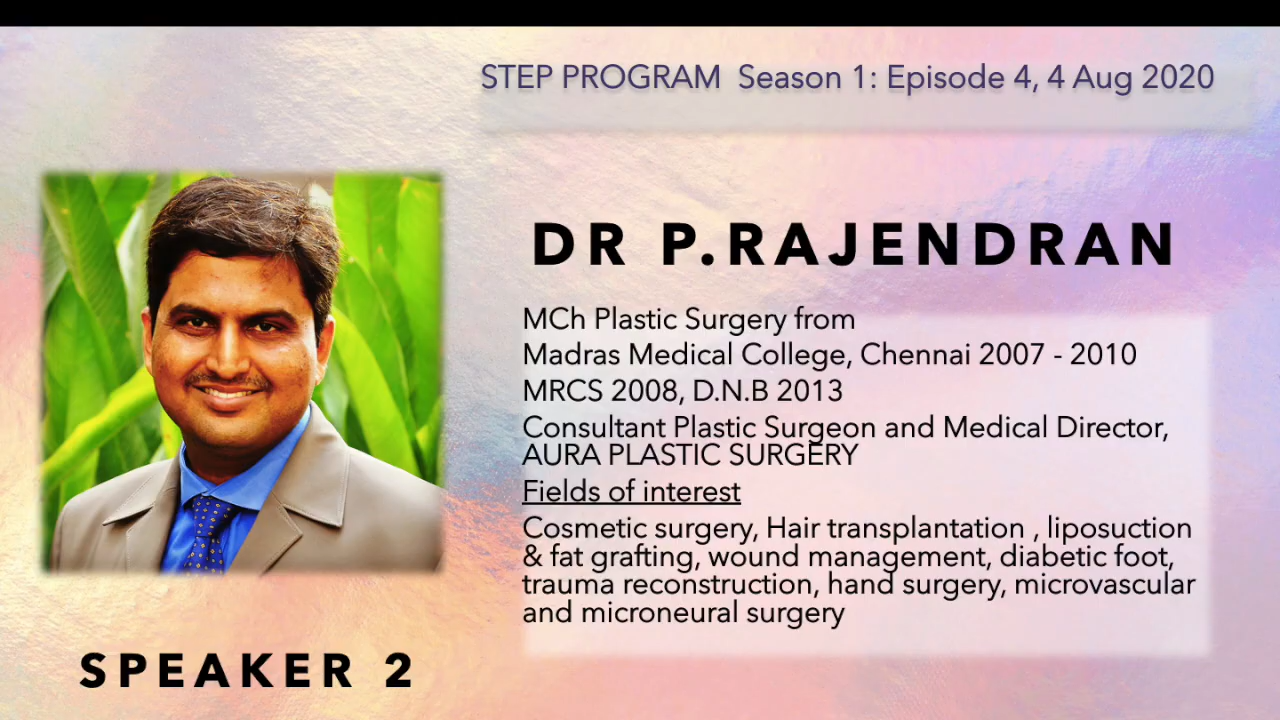 STEP PROGRAM Season 1: Episode 4, 4 Aug 2020
DR P.RAJENDRAN
MCh Plastic Surgery from
Madras Medical College, Chennai 2007 - 2010
MRCS 2008, D.N.B 2013
Consultant Plastic Surgeon and Medical Director,
AURA PLASTIC SURGERY
Fields of interest
Cosmetic surgery, Hair transplantation , liposuction
& fat grafting, wound management, diabetic foot,
trauma reconstruction, hand surgery, microvascular
and microneural surgery
SPEAKER 2